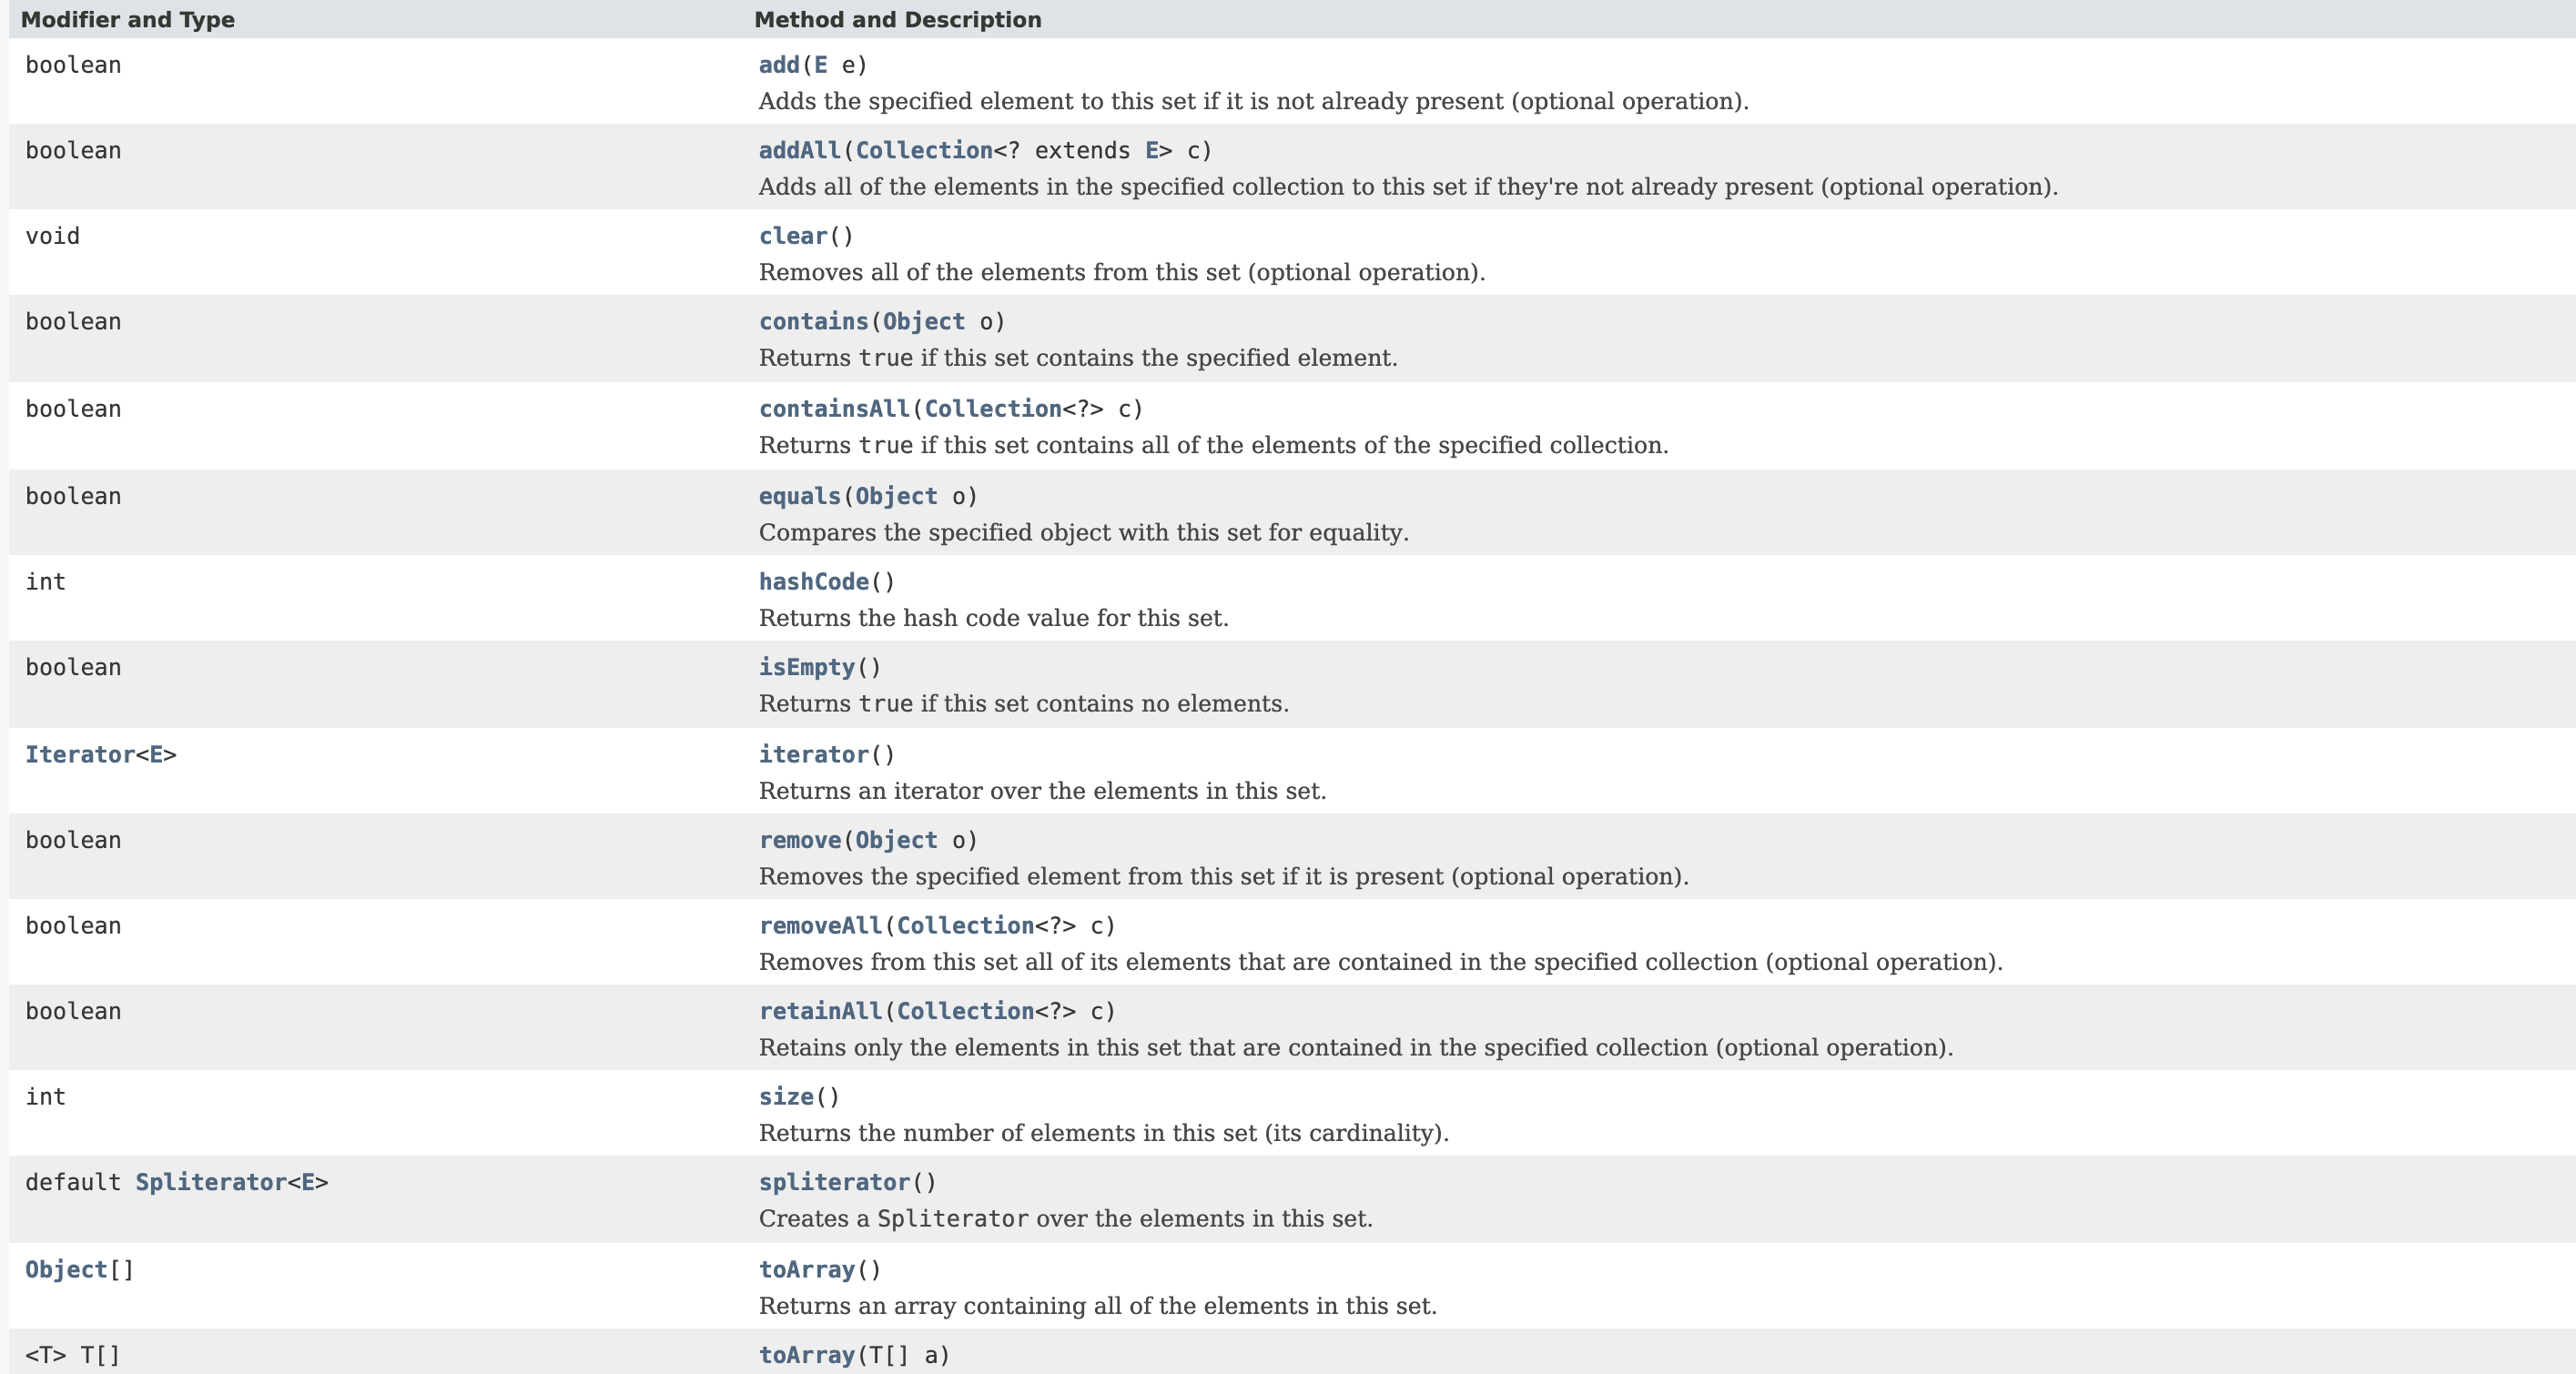 Modifier and Type Method and Description
boolean add(E e)
Adds the specified element to this set if it is not already present (optional operation).
boolean addAll(Collection<? extends E> c)
Adds all of the elements in the specified collection to this set if they're not already present (optional operation).
void clear()
Removes all of the elements from this set (optional operation).
boolean contains(Object o)
Returns true if this set contains the specified element.
boolean containsAll(Collection<?> c)
Returns true if this set contains all of the elements of the specified collection.
boolean equals(Object o)
Compares the specified object with this set for equality.
int hashCode()
Returns the hash code value for this set.
boolean isEmpty()
Returns true if this set contains no elements.
Iterator<E> iterator()
Returns an iterator over the elements in this set.
boolean remove(Object o)
Removes the specified element from this set if it is present (optional operation).
boolean removeAll(Collection<?> c)
Removes from this set all of its elements that are contained in the specified collection (optional operation).
boolean retainAll(Collection<?> c)
Retains only the elements in this set that are contained in the specified collection (optional operation).
int size()
Returns the number of elements in this set (its cardinality).
default Spliterator<E> spliterator()
Creates a Spliterator over the elements in this set.
Object[] toArray()
Returns an array containing all of the elements in this set.
<T> T[] toArray(T[] a)